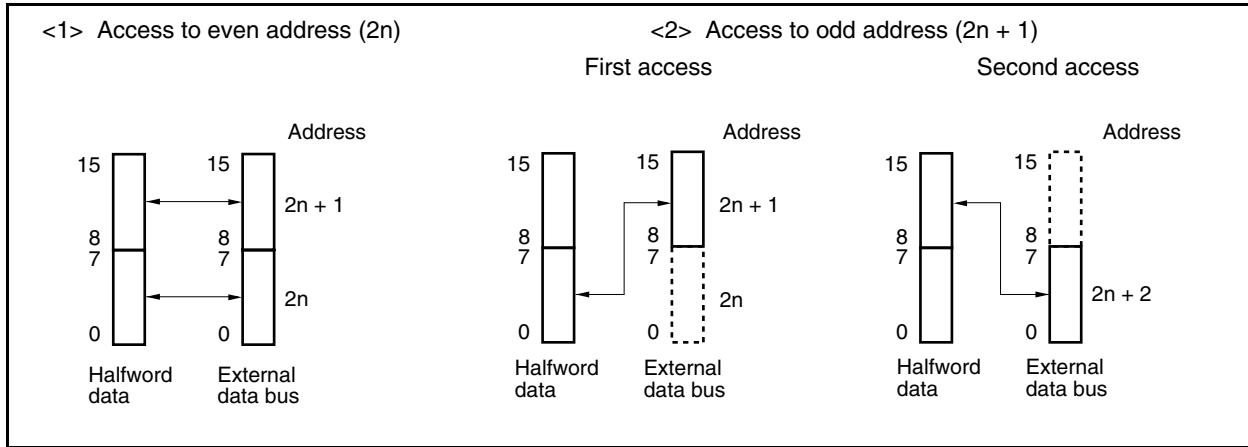 <1> Access to even address (2n)
<2> Access to odd address (2n + 1)
First access
Second access
Address
15
15
2n + 1
8
8
7
7
2n
0
0
Halfword
data
External
data bus
Address
15
15
2n + 1
8
8
7
7
2n
0
0
Halfword
data
External
data bus
Address
15
15
8
8
7
7
2n + 2
0
0
Halfword
data
External
data bus